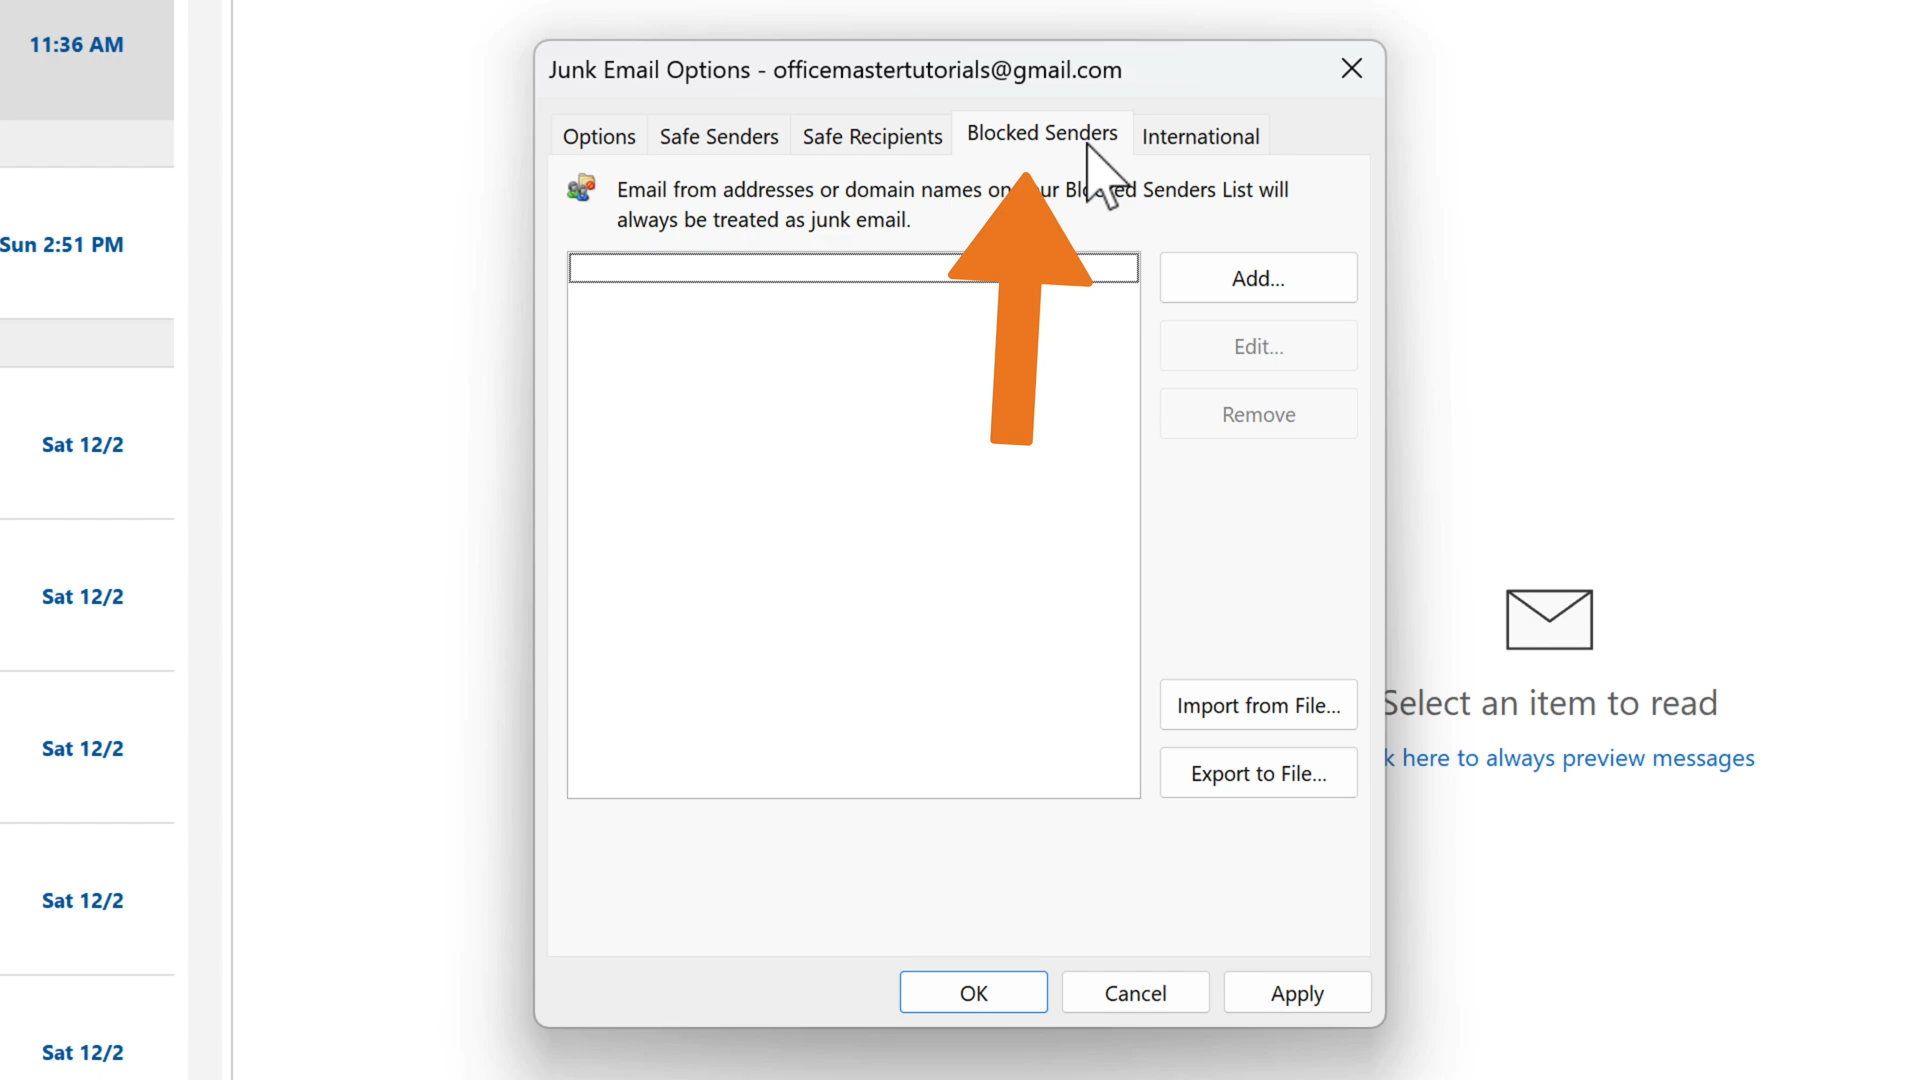 11:36 AM
Sun 2:51 PM
Sat 12/2
Sat 12/2
Sat 12/2
Sat 12/2
Sat 12/2
Junk Email Options - officemastertutorials@gmail.com
Options Safe Senders Safe Recipients Blocked Senders International
Email from addresses or domain names on Senders List will
always be treated as junk email.
Add...
Edit...
Remove
Import from File...
Export to File...
OK Cancel Apply
Select an item to read
here to always preview messages